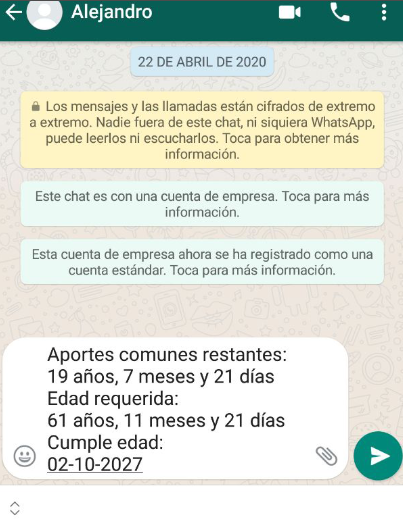 Alejandro
22 DE ABRIL DE 2020
Los mensajes y las llamadas están cifrados de extremo
a extremo. Nadie fuera de este chat, ni siquiera WhatsApp,
puede leerlos ni escucharlos. Toca para obtener más
información.
Este chat es con una cuenta de empresa. Toca para más
información.
Esta cuenta de empresa ahora se ha registrado como una
cuenta estándar. Toca para más información.
Aportes comunes restantes:
19 años, 7 meses y 21 días
Edad requerida:
61 años, 11 meses y 21 días
Cumple edad:
02-10-2027